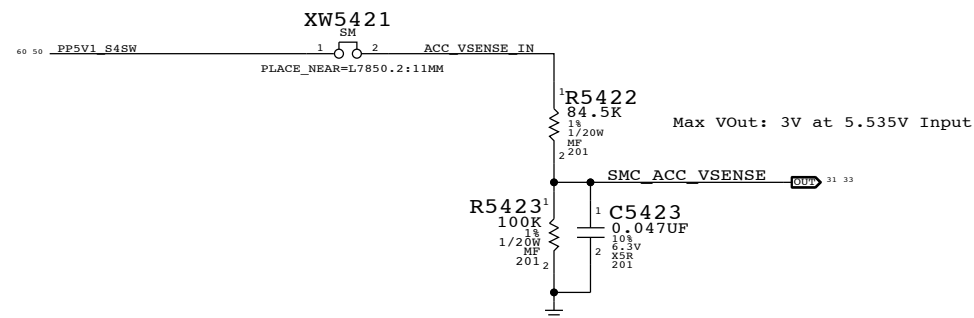 XW5421
SM
60 50 PP5V1_S4SW 1 2 ACC_VSENSE_IN
PLACE_NEAR=L7850.2:11MM
1
R5422
84.5K
1%
1/20W
MF
201
2
Max VOut: 3V at 5.535V Input
SMC_ACC_VSENSE OUT 31 33
R5423 1
100K
1%
1/20W
MF
201 2
1 C5423
0.047UF
10%
6.3V
2 X5R
201